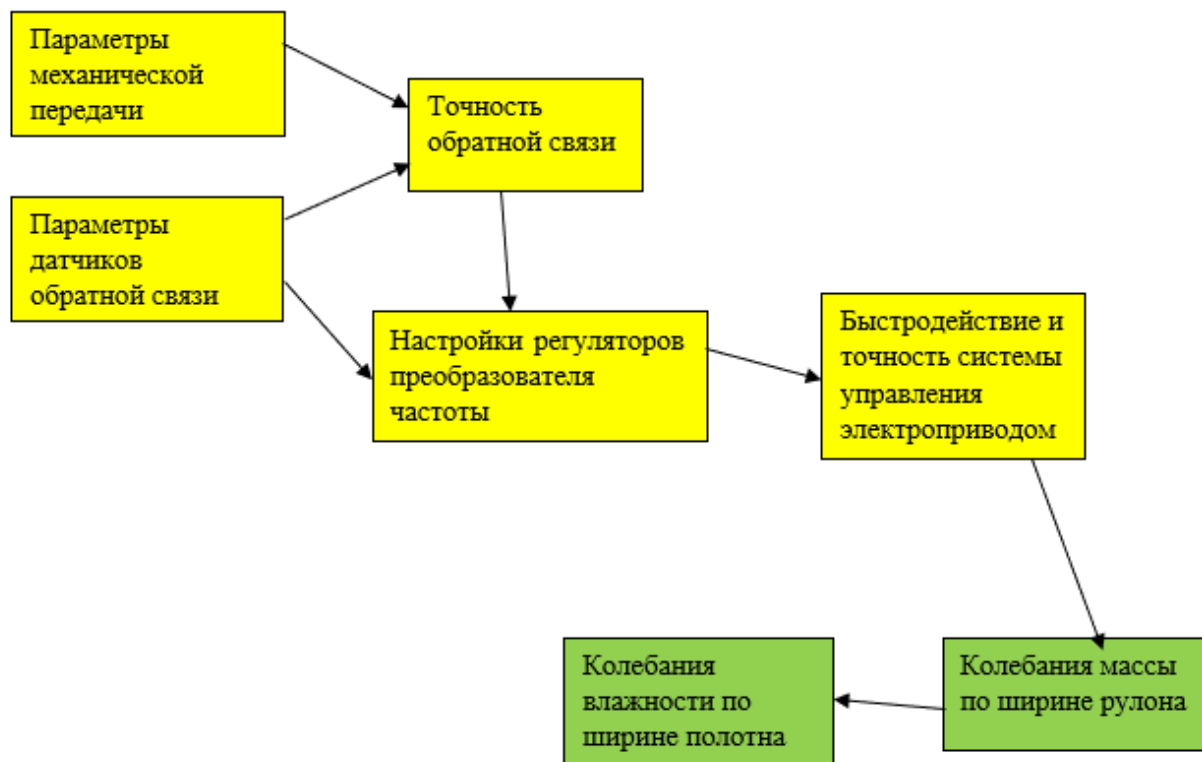 Параметры
механической
передачи
Точность
обратной связи
Параметры
датчиков
обратной связи
Настройки регуляторов
преобразователя
частоты
Быстродействие и
точность системы
управления
электроприводом
Колебания
влажности по
ширине полотна
Колебания массы
по ширине рулона